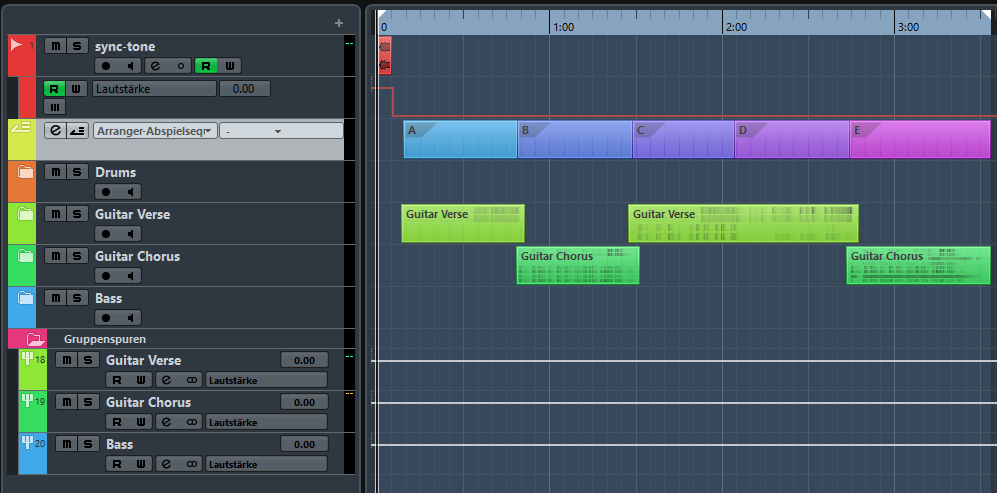 +
0 1:00 2:00 3:00
1 m S sync-tone
e R W
R W Lautstärke 0.00
e Arranger-Abspielseq -
A B C D E
m S Drums
m S Guitar Verse
Guitar Verse Guitar Verse
m S Guitar Chorus
Guitar Chorus Guitar Chorus
m S Bass
Gruppenspuren
18 m S Guitar Verse 0.00
R W e Lautstärke
19 m S Guitar Chorus 0.00
R W e Lautstärke
20 m S Bass 0.00
R W e Lautstärke